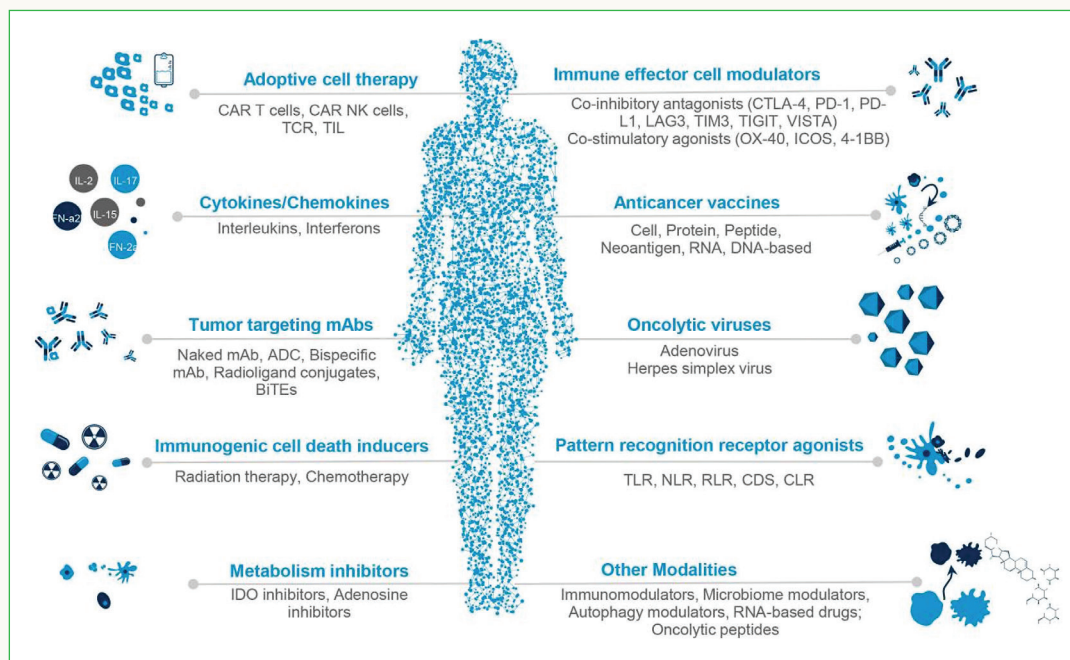 Adoptive cell therapy
CAR T cells, CAR NK cells,
TCR, TIL
Immune effector cell modulators
Co-inhibitory antagonists (CTLA-4, PD-1, PD-
L1, LAG3, TIM3, TIGIT, VISTA)
Co-stimulatory agonists (OX-40, ICOS, 4-1BB)
IL-2
IL-17
FN-a2
IL-15
FN-2a
Cytokines/Chemokines
Interleukins, Interferons
Anticancer vaccines
Cell, Protein, Peptide,
Neoantigen, RNA, DNA-based
Tumor targeting mAbs
Naked mAb, ADC, Bispecific
mAb, Radioligand conjugates,
BiTEs
Oncolytic viruses
Adenovirus
Herpes simplex virus
Immunogenic cell death inducers
Radiation therapy, Chemotherapy
Pattern recognition receptor agonists
TLR, NLR, RLR, CDS, CLR
Metabolism inhibitors
IDO inhibitors, Adenosine
inhibitors
Other Modalities
Immunomodulators, Microbiome modulators,
Autophagy modulators, RNA-based drugs;
Oncolytic peptides